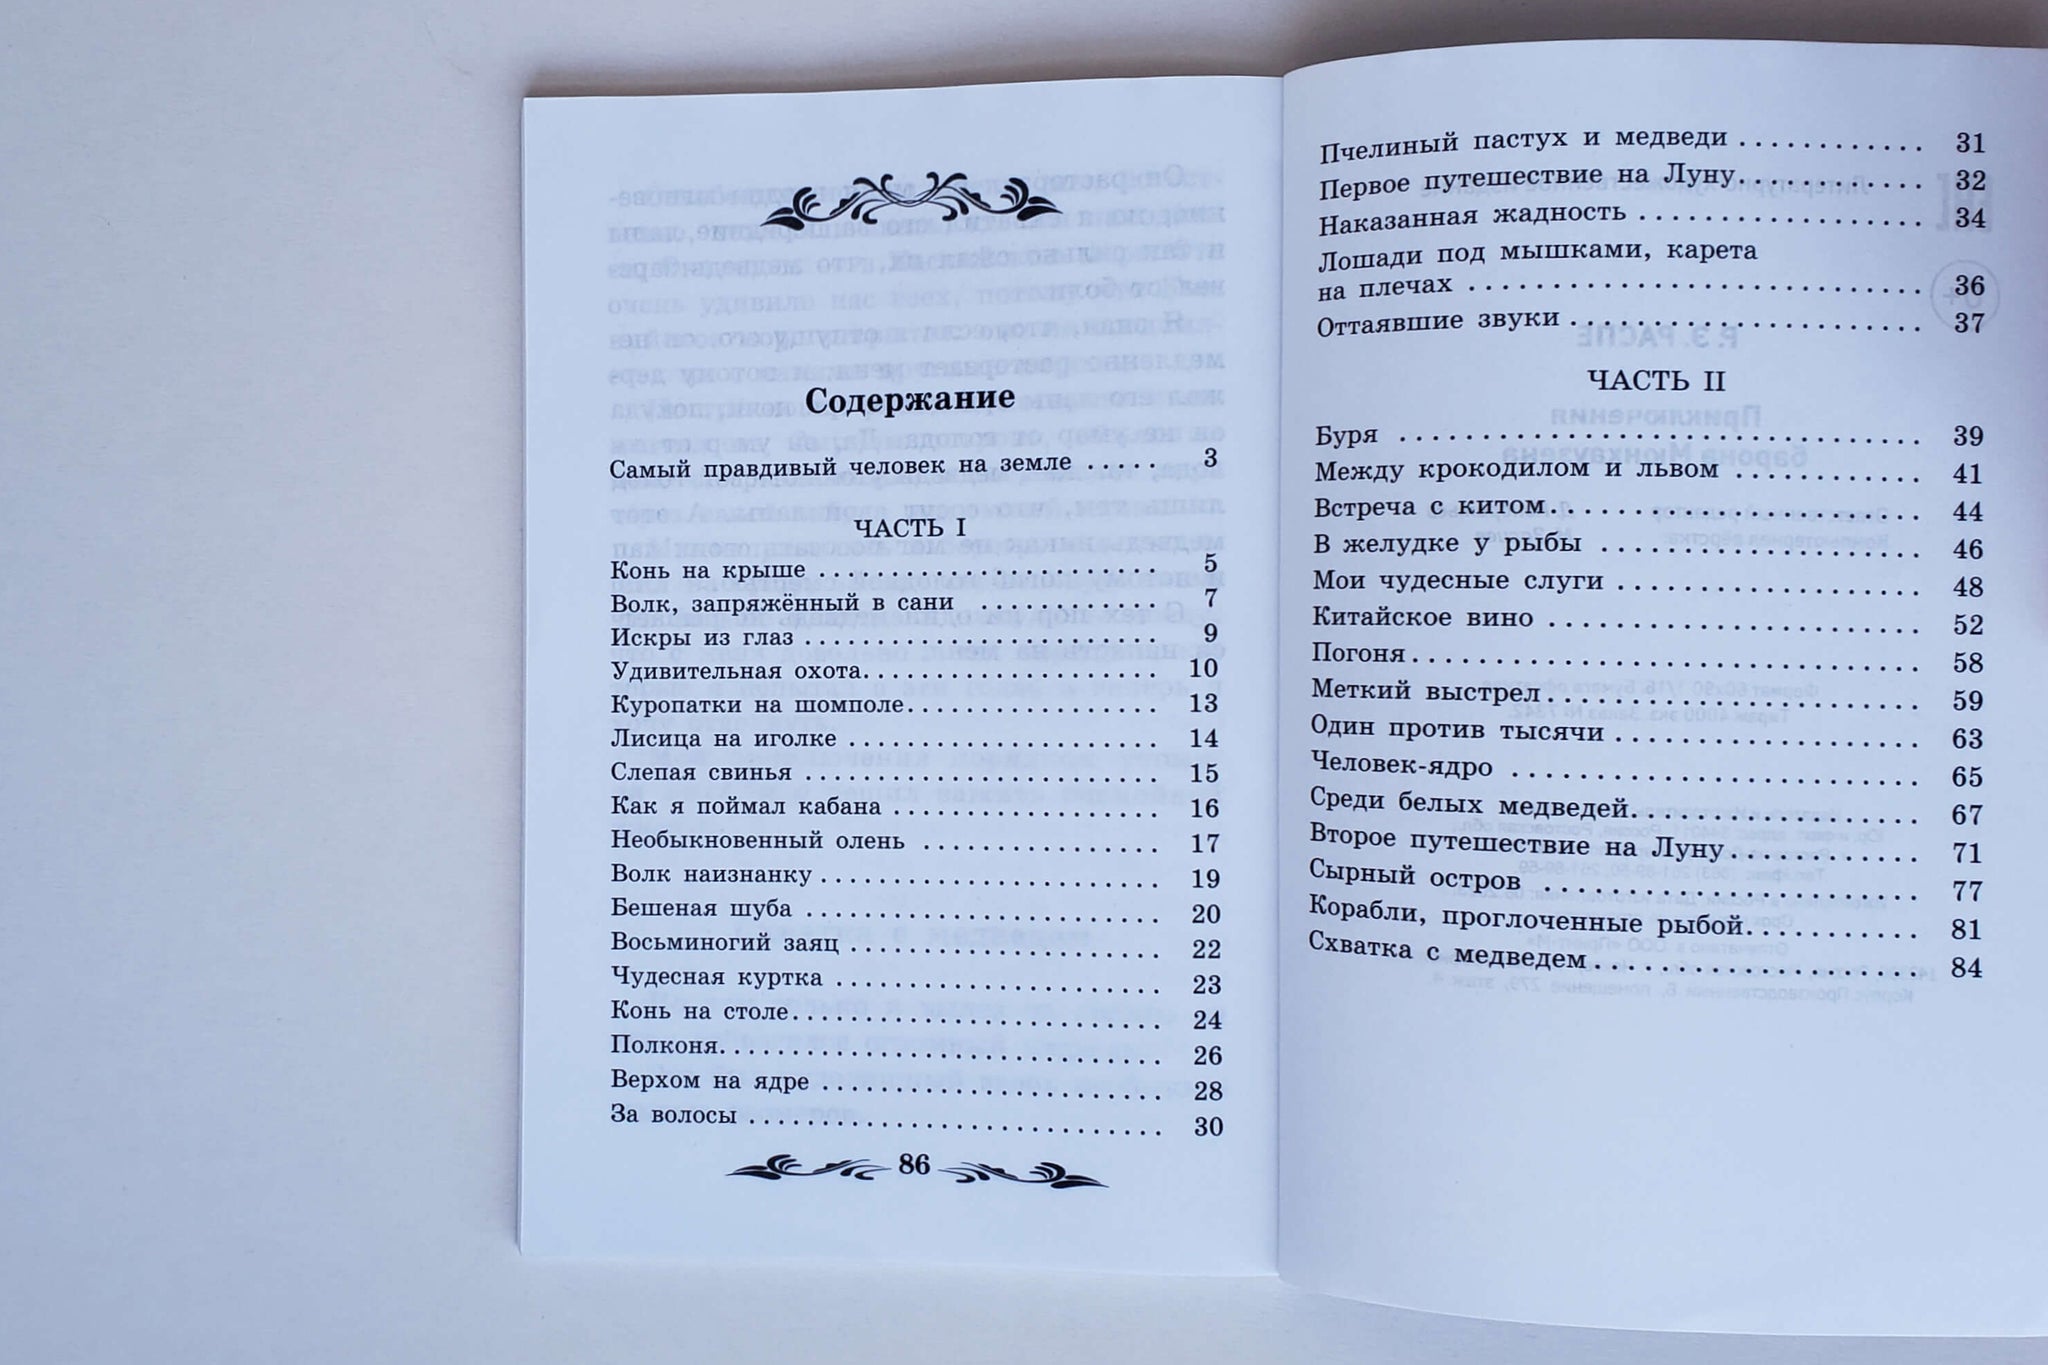 Содержание
Самый правдивый человек на земле ..... 3
ЧАСТЬ I
Конь на крыше ....................... 5
Волк, запряжённый в сани ............ 7
Искры из глаз ........................ 9
Удивительная охота.................... 10
Куропатки на шомполе................. 13
Лисица на иголке ..................... 14
Слепая свинья ........................ 15
Как я поймал кабана .................. 16
Необыкновенный олень ................ 17
Волк наизнанку ....................... 19
Бешеная шуба ........................ 20
Восьминогий заяц ..................... 22
Чудесная куртка ...................... 23
Конь на столе......................... 24
Полконя.............................. 26
Верхом на ядре ....................... 28
За волосы ............................ 30
86
Пчелиный пастух и медведи ............ 31
Первое путешествие на Луну............ 32
Наказанная жадность .................. 34
Лошади под мышками, карета
на плечах ............................ 36
Оттаявшие звуки ...................... 37
ЧАСТЬ II
Буря ................................ 39
Между крокодилом и львом ............ 41
Встреча с китом....................... 44
В желудке у рыбы .................... 46
Мои чудесные слуги ................... 48
Китайское вино ....................... 52
Погоня............................... 58
Меткий выстрел ...................... 59
Один против тысячи ................... 63
Человек-ядро ......................... 65
Среди белых медведей.................. 67
Второе путешествие на Луну............ 71
Сырный остров ....................... 77
Корабли, проглоченные рыбой........... 81
Схватка с медведем.................... 84